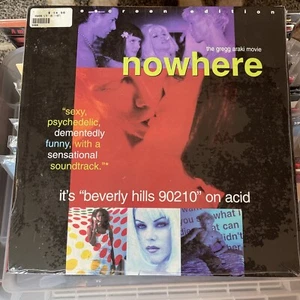 the gregg araki movie
nowhere
"sexy,
psychedelic,
dementedly
funny, with a
sensational
soundtrack."*
it's "beverly hills 90210" on acid